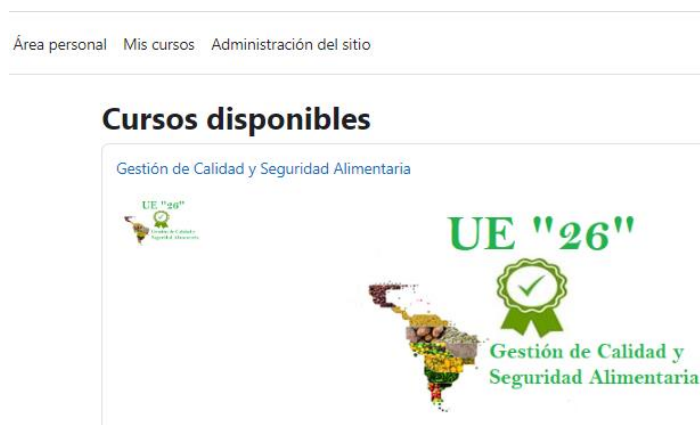 Área personal Mis cursos Administración del sitio
Cursos disponibles
Gestión de Calidad y Seguridad Alimentaria
UE "26"
UE "26"
Gestión de Calidad y
Seguridad Alimentaria